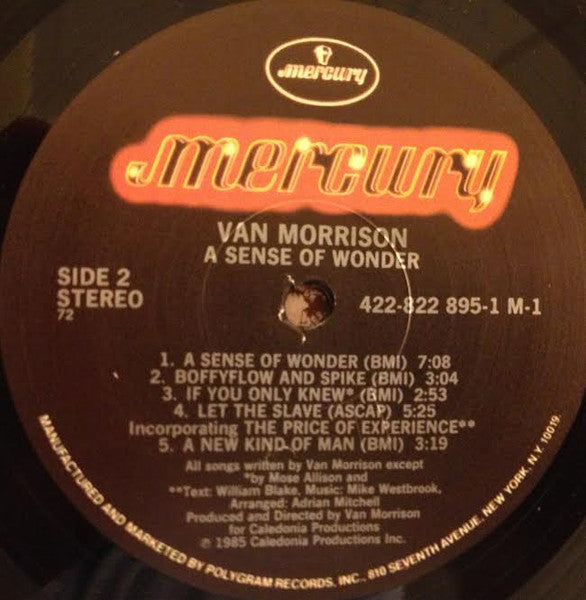 mercury
mercury
VAN MORRISON
A SENSE OF WONDER
SIDE 2
STEREO
72
422-822 895-1 M-1
1. A SENSE OF WONDER (BMI) 7:08
2. BOFFYFLOW AND SPIKE (BMI) 3:04
3. IF YOU ONLY KNEW* (BMI) 2:53
4. LET THE SLAVE (ASCAP) 5:25
Incorporating THE PRICE OF EXPERIENCE**
5. A NEW KIND OF MAN (BMI) 3:19
All songs written by Van Morrison except
*by Mose Allison and
**Text: William Blake, Music: Mike Westbrook,
Arranged: Adrian Mitchell
Produced and Directed by Van Morrison
for Caledonia Productions
℗ 1985 Caledonia Productions Inc.
MANUFACTURED AND MARKETED BY POLYGRAM RECORDS, INC., 810 SEVENTH AVENUE, NEW YORK, N.Y. 10019.